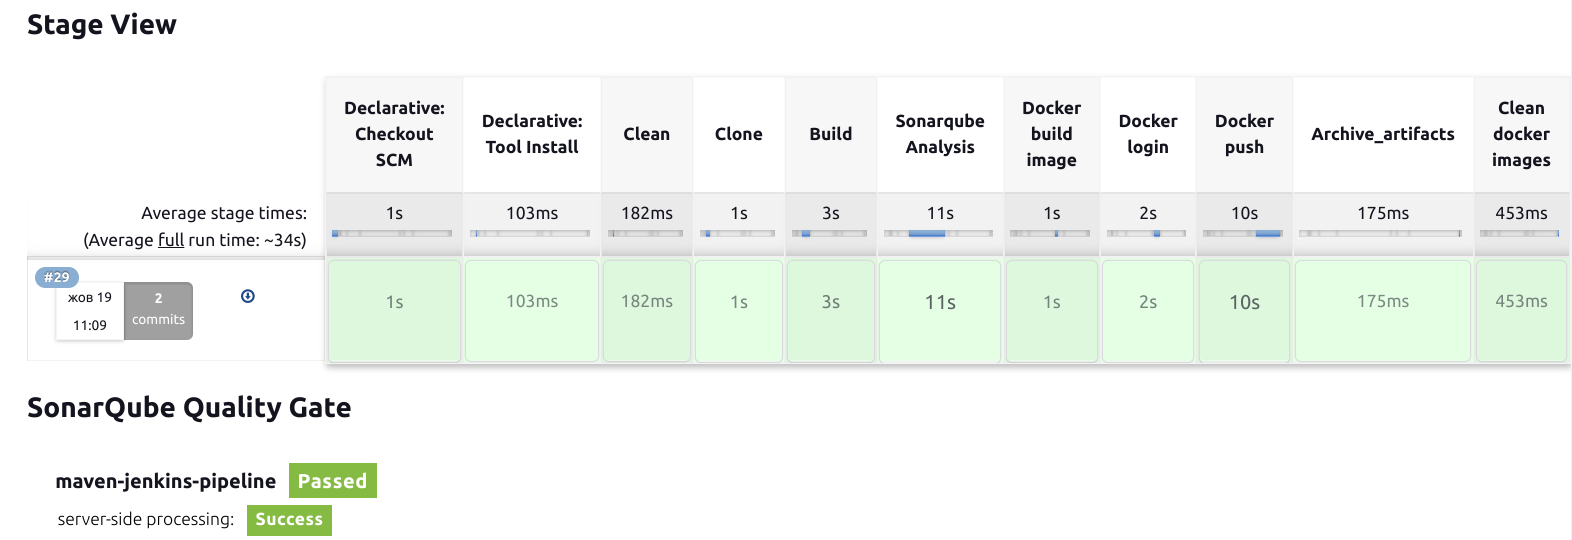 Stage View
Declarative: Checkout SCM
Declarative: Tool Install
Clean
Clone
Build
Sonarqube Analysis
Docker build image
Docker login
Docker push
Archive_artifacts
Clean docker images
Average stage times:
(Average full run time: ~34s)
1s
103ms
182ms
1s
3s
11s
1s
2s
10s
175ms
453ms
#29
жов 19
11:09
2
commits
1s
103ms
182ms
1s
3s
11s
1s
2s
10s
175ms
453ms
SonarQube Quality Gate
maven-jenkins-pipeline Passed
server-side processing: Success